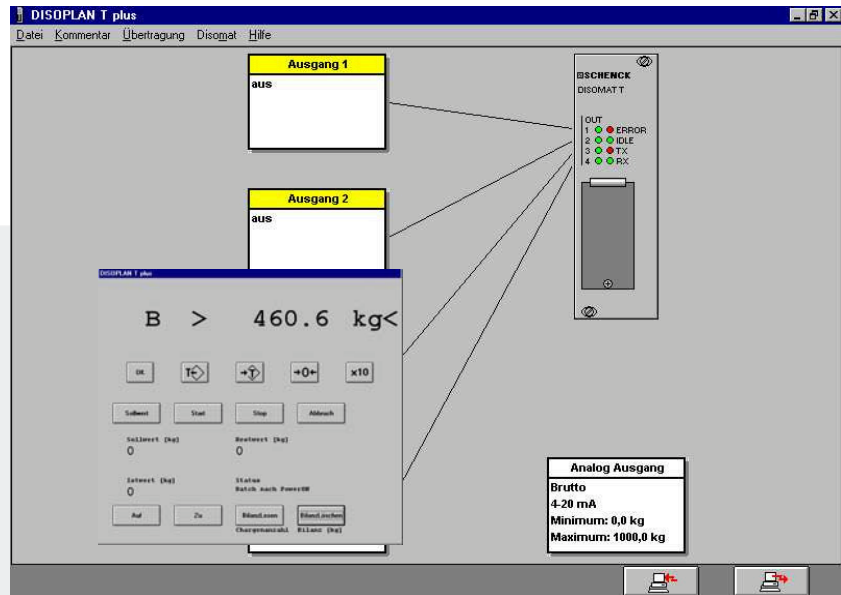 DISOPLAN T plus
Datei Kommentar Übertragung Disomat Hilfe
Ausgang 1
aus
Ausgang 2
aus
SCHENCK
DISOMAT T
OUT
1 ERROR
2 IDLE
3 TX
4 RX
DISOPLAN T plus
B > 460.6 kg<
OK T →T← →0← x10
Sollwert Start Stop Abbruch
Sollwert [kg] Restwert [kg]
0 0
Istwert [kg] Status
0 Batch nach PowerON
Auf Zu BilanzLesen BilanzLöschen
Chargenanzahl Bilanz [kg]
Analog Ausgang
Brutto
4-20 mA
Minimum: 0,0 kg
Maximum: 1000,0 kg